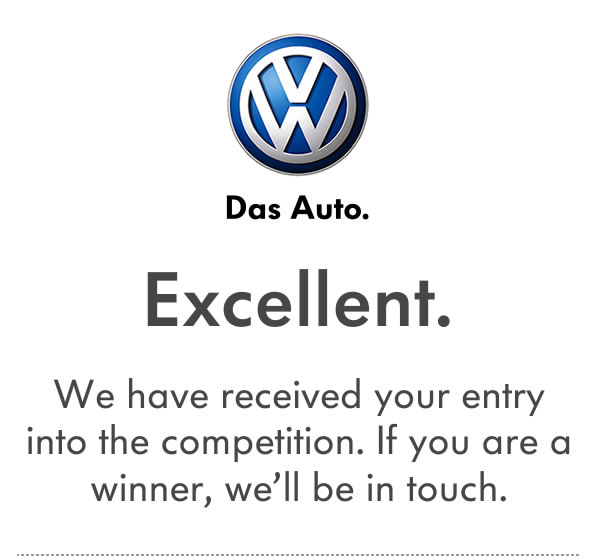 Das Auto.
Excellent.
We have received your entry
into the competition. If you are a
winner, we’ll be in touch.